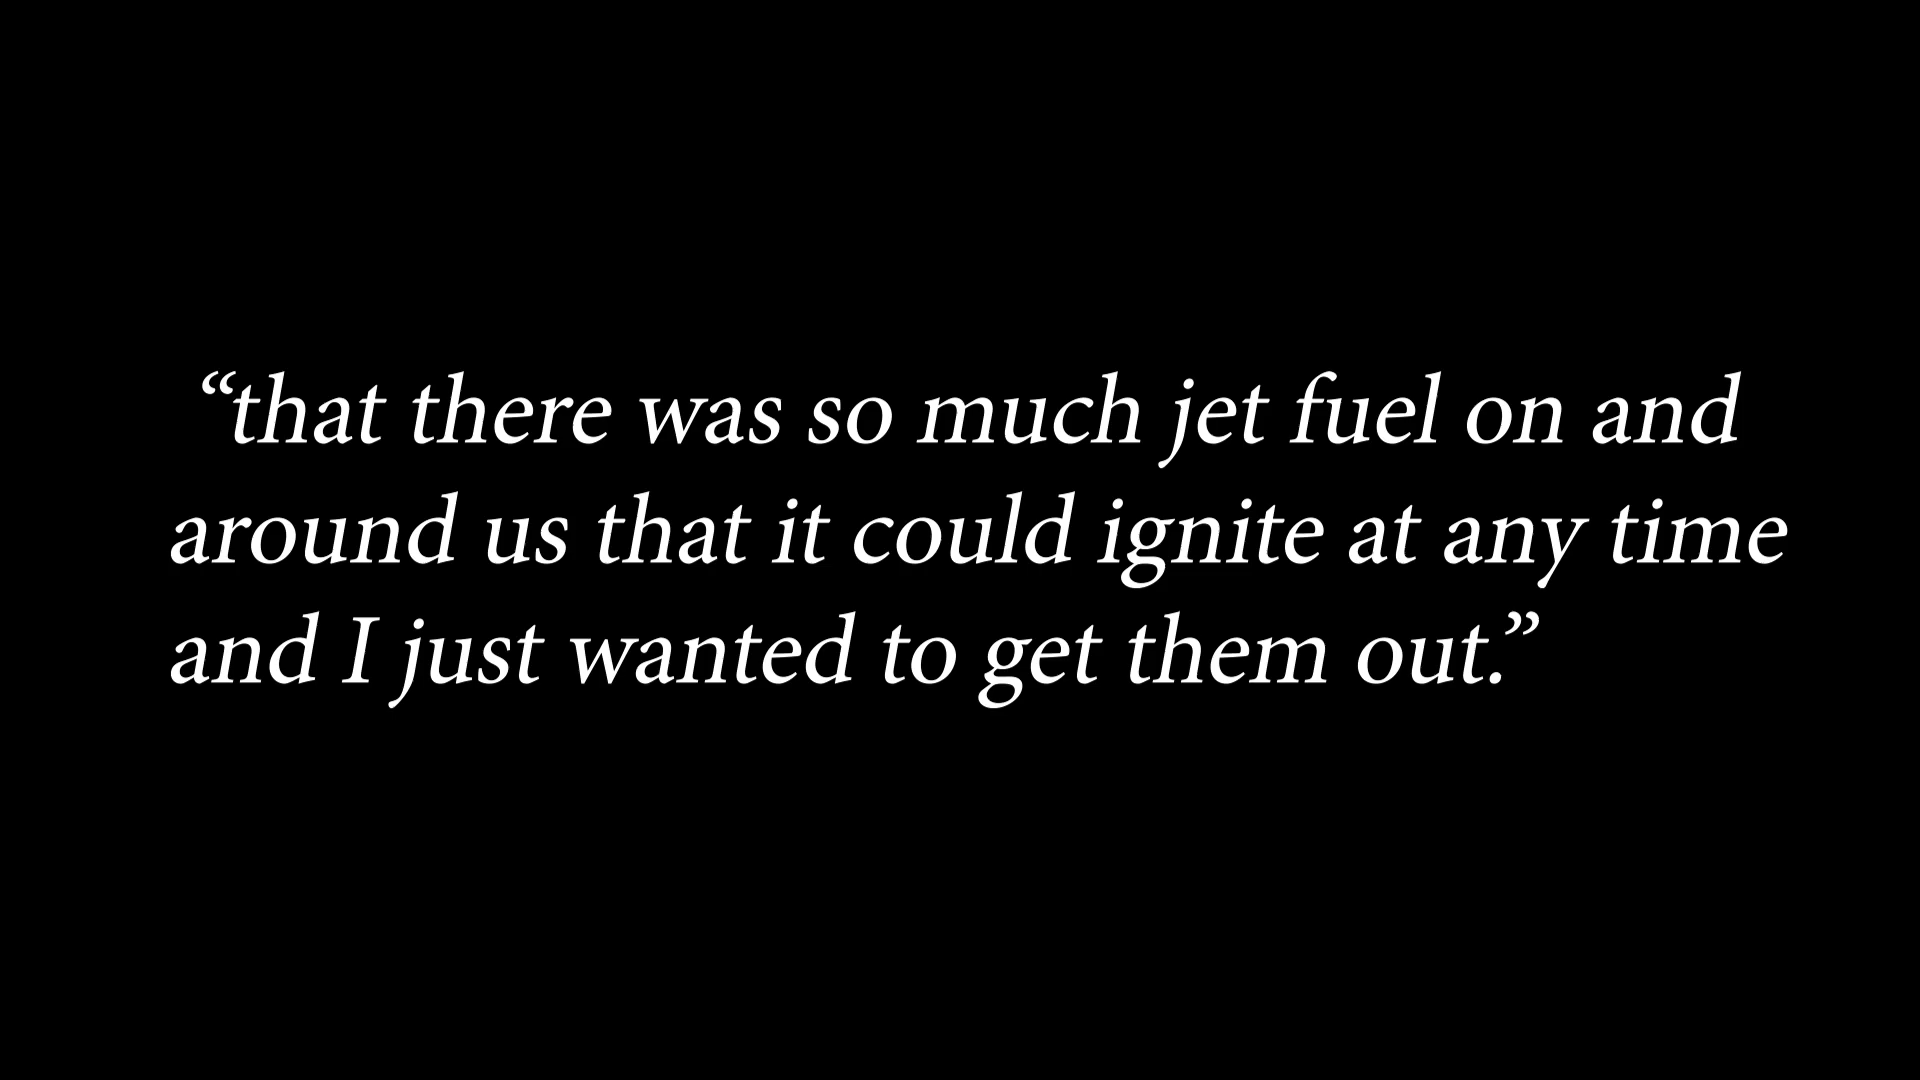 “that there was so much jet fuel on and
around us that it could ignite at any time
and I just wanted to get them out.”